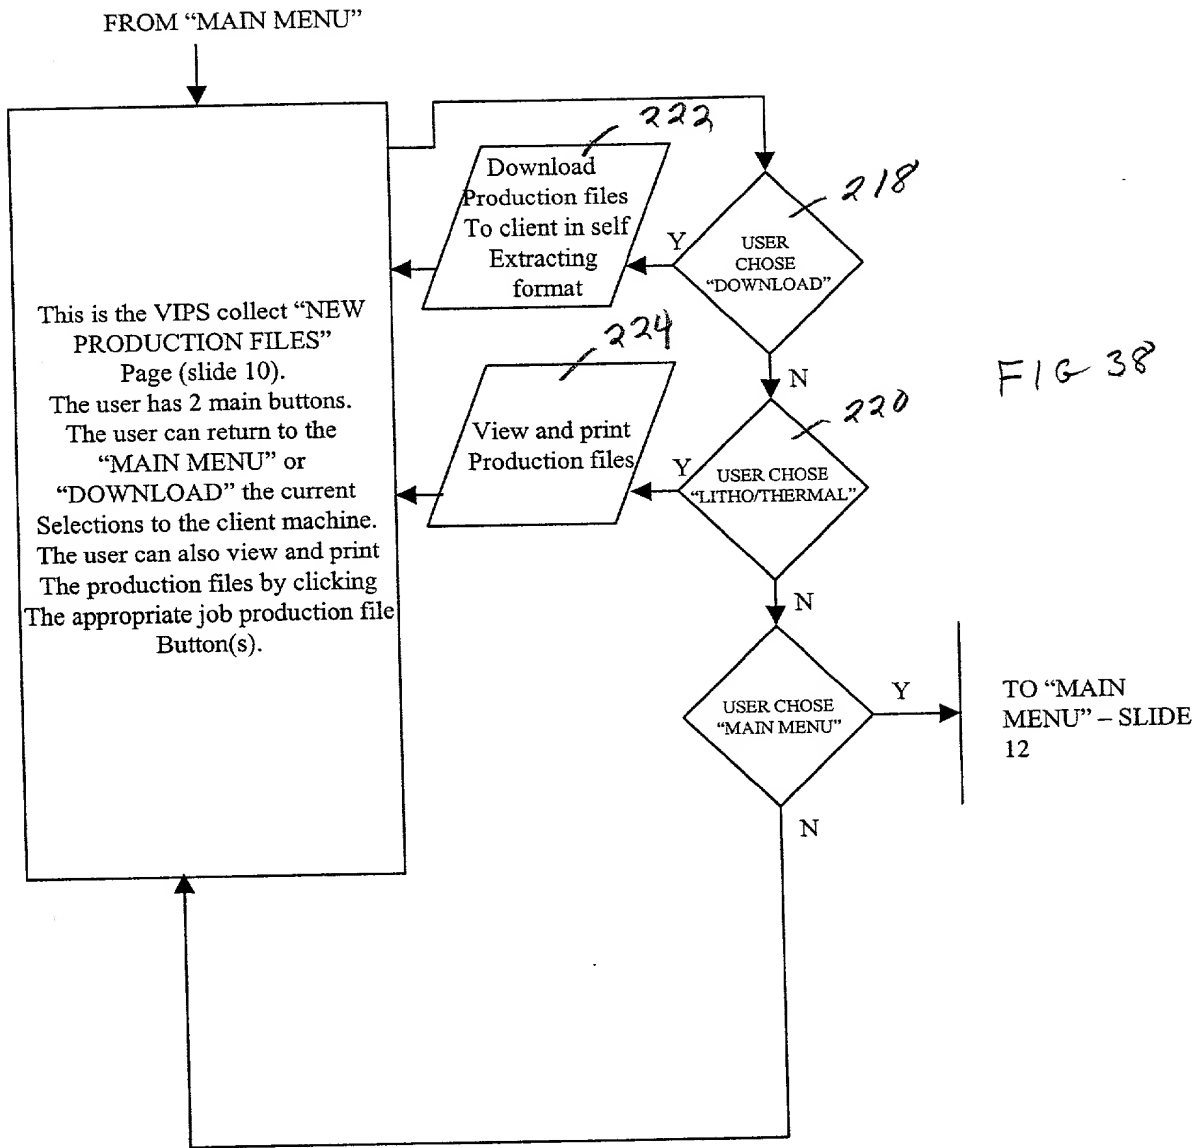 FROM “MAIN MENU”
This is the VIPS collect “NEW
PRODUCTION FILES”
Page (slide 10).
The user has 2 main buttons.
The user can return to the
“MAIN MENU” or
“DOWNLOAD” the current
Selections to the client machine.
The user can also view and print
The production files by clicking
The appropriate job production file
Button(s).
222
Download
Production files
To client in self
Extracting
format
Y
218
USER
CHOSE
“DOWNLOAD”
N
224
View and print
Production files
Y
220
USER CHOSE
“LITHO/THERMAL”
N
FIG 38
USER CHOSE
“MAIN MENU”
Y
N
TO “MAIN
MENU” – SLIDE
12